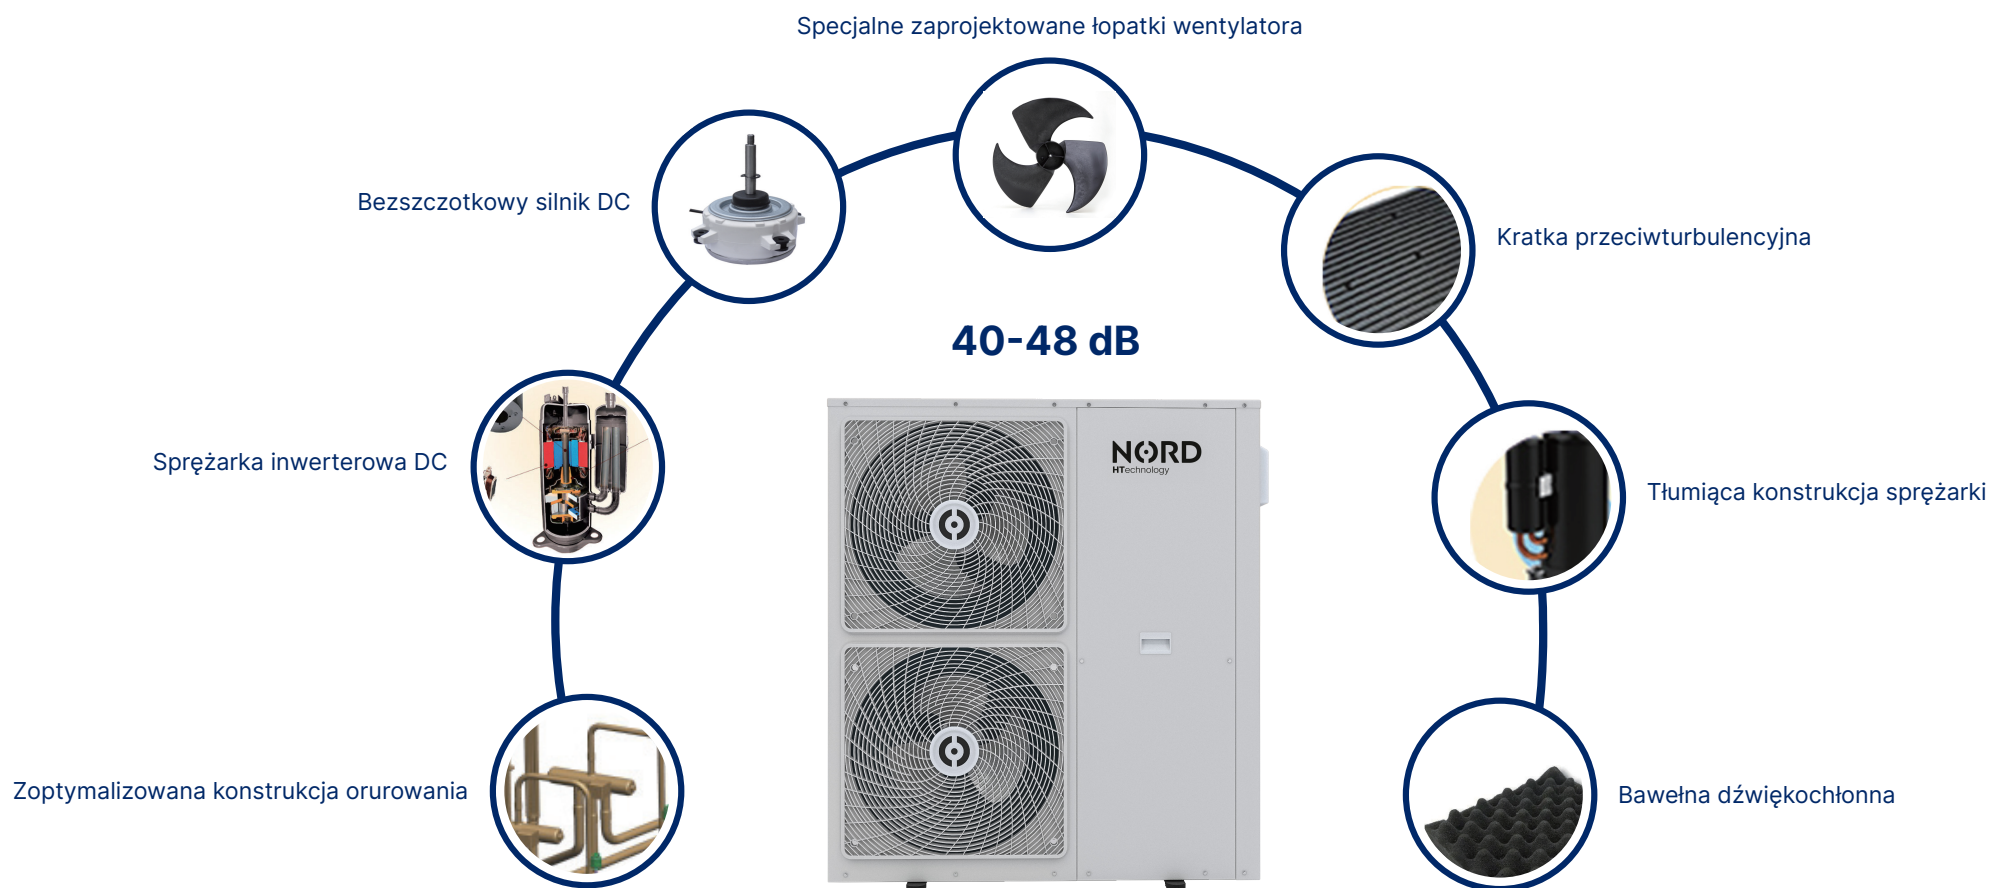 Specjalne zaprojektowane łopatki wentylatora
Bezszczotkowy silnik DC
Kratka przeciwturbulencyjna
40-48 dB
Sprężarka inwerterowa DC
NORD
HTechnology
Tłumiąca konstrukcja sprężarki
Zoptymalizowana konstrukcja orurowania
Bawełna dźwiękochłonna